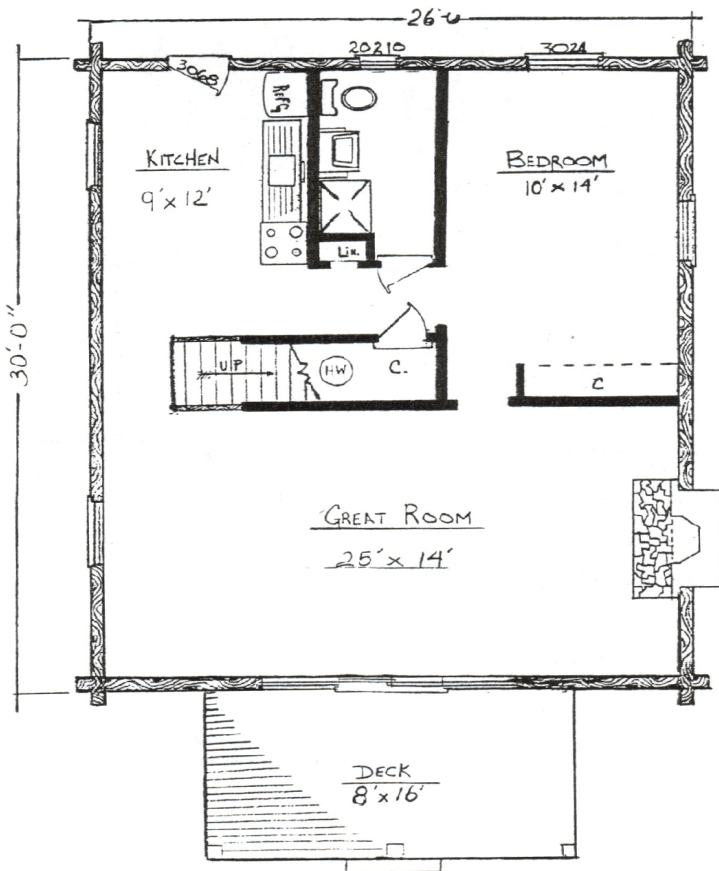 26'-0
20210
3024
3068
REFG
KITCHEN
9' x 12'
BEDROOM
10' x 14'
LIN.
30'-0"
UP
HW
C.
C
GREAT ROOM
25' x 14'
DECK
8' x 16'